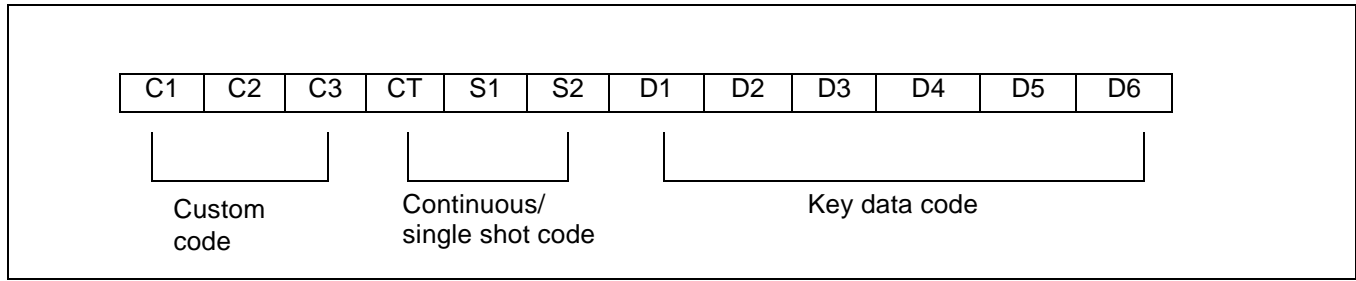 C1 C2 C3 CT S1 S2 D1 D2 D3 D4 D5 D6
Custom
code
Continuous/
single shot code
Key data code